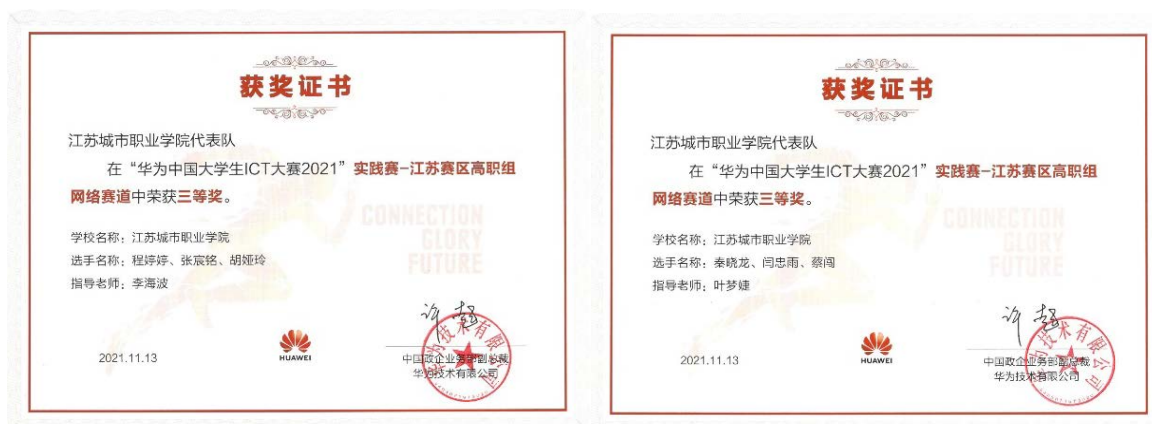 获奖证书
江苏城市职业学院代表队
在“华为中国大学生ICT大赛2021”实践赛-江苏赛区高职组
网络赛道中荣获三等奖。
CONNECTION
GLORY
FUTURE
学校名称：江苏城市职业学院
选手名称：程婷婷、张宸铭、胡娅玲
指导老师：李海波
2021.11.13
HUAWEI
中国政企业务部副总裁
华为技术有限公司
获奖证书
江苏城市职业学院代表队
在“华为中国大学生ICT大赛2021”实践赛-江苏赛区高职组
网络赛道中荣获三等奖。
CONNECTION
GLORY
FUTURE
学校名称：江苏城市职业学院
选手名称：秦晓龙、闫忠雨、蔡闯
指导老师：叶梦婕
2021.11.13
HUAWEI
中国政企业务部副总裁
华为技术有限公司